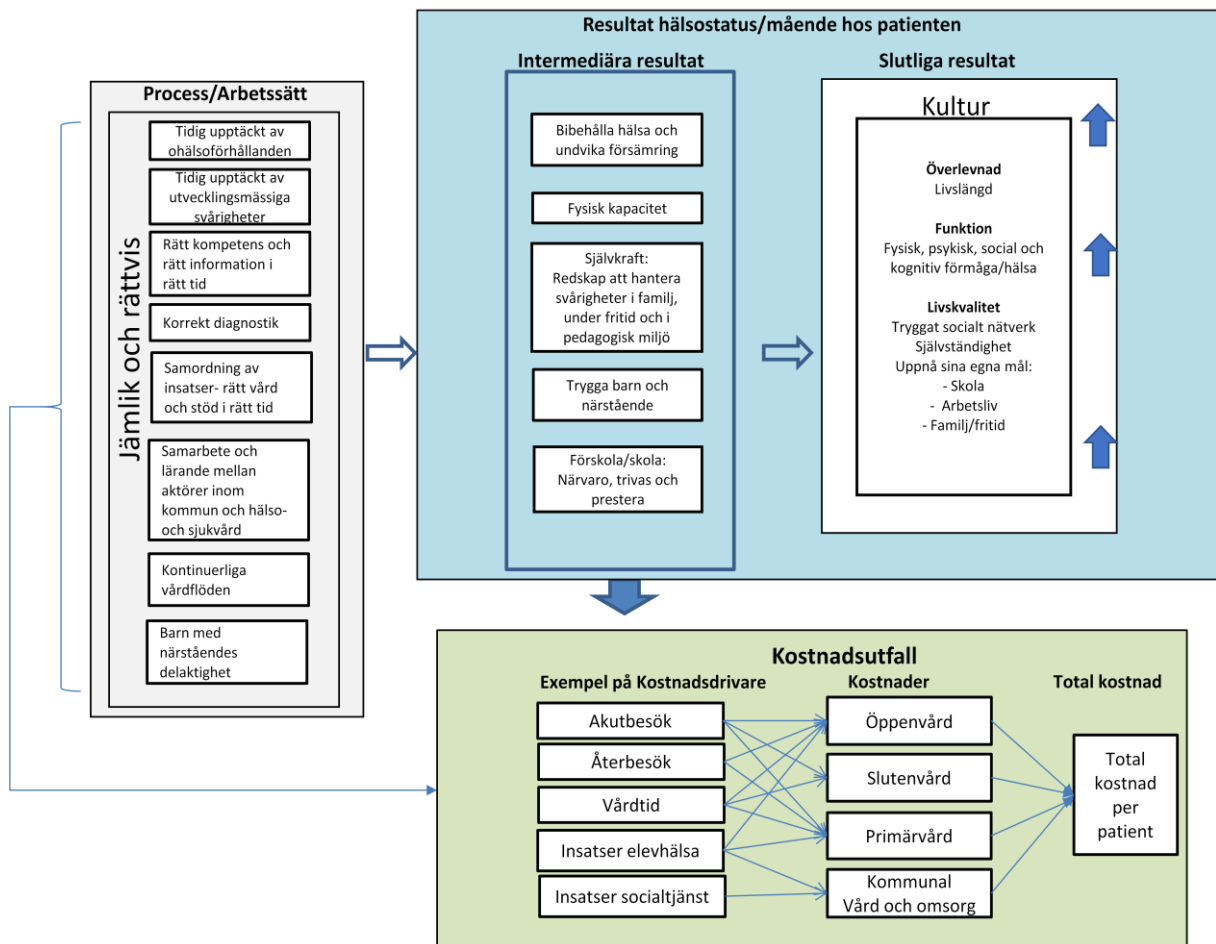 Process/Arbetssätt
Jämlik och rättvis
Tidig upptäckt av
ohälsoförhållanden
Tidig upptäckt av
utvecklingsmässiga
svårigheter
Rätt kompetens och
rätt information i
rätt tid
Korrekt diagnostik
Samordning av
insatser- rätt vård
och stöd i rätt tid
Samarbete och
lärande mellan
aktörer inom
kommun och hälso-
och sjukvård
Kontinuerliga
vårdflöden
Barn med
närståendes
delaktighet
Resultat hälsostatus/mående hos patienten
Intermediära resultat
Bibehålla hälsa och
undvika försämring
Fysisk kapacitet
Självkraft:
Redskap att hantera
svårigheter i familj,
under fritid och i
pedagogisk miljö
Trygga barn och
närstående
Förskola/skola:
Närvaro, trivas och
prestera
Slutliga resultat
Kultur
Överlevnad
Livslängd
Funktion
Fysisk, psykisk, social och
kognitiv förmåga/hälsa
Livskvalitet
Tryggat socialt nätverk
Självständighet
Uppnå sina egna mål:
- Skola
- Arbetsliv
- Familj/fritid
Kostnadsutfall
Exempel på Kostnadsdrivare
Akutbesök
Återbesök
Vårdtid
Insatser elevhälsa
Insatser socialtjänst
Kostnader
Öppenvård
Slutenvård
Primärvård
Kommunal
Vård och omsorg
Total kostnad
Total
kostnad
per
patient